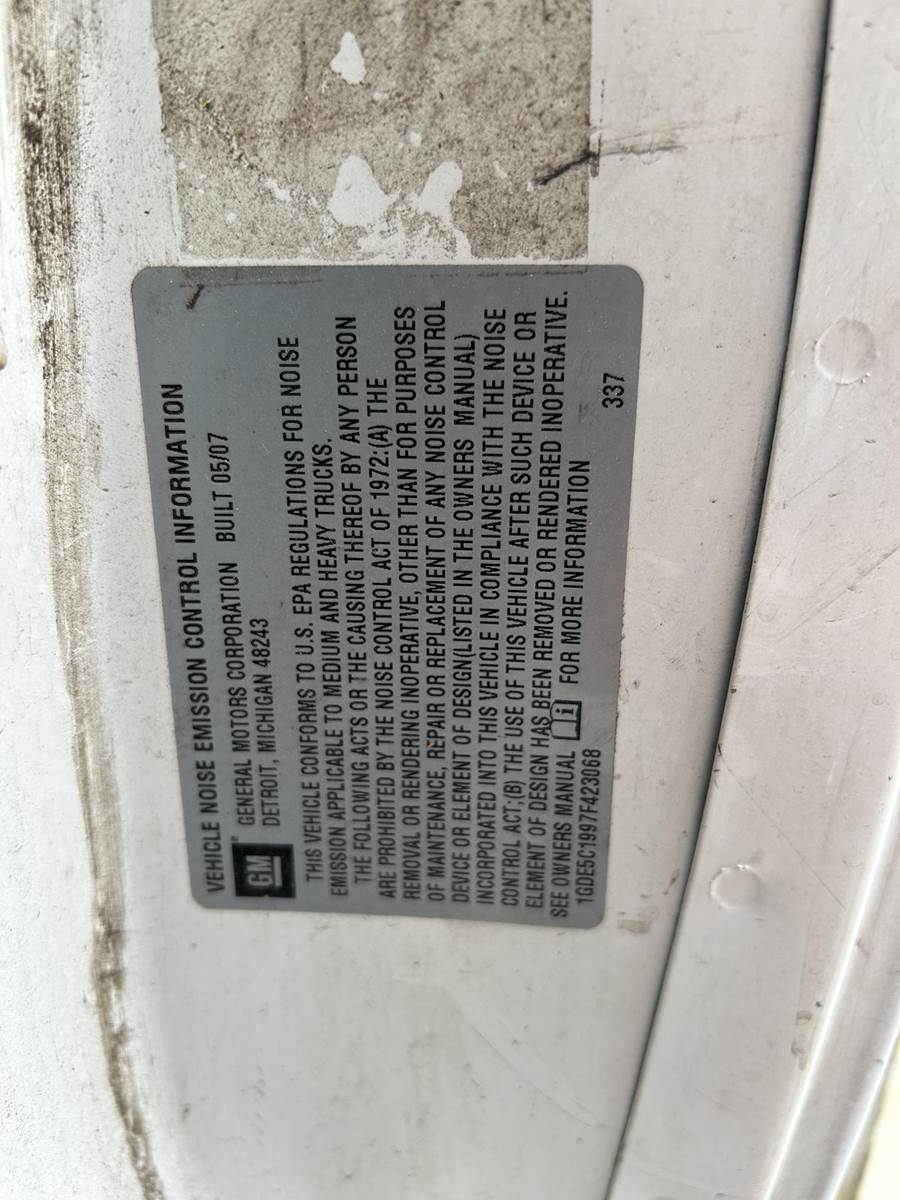 VEHICLE NOISE EMISSION CONTROL INFORMATION
GM® GENERAL MOTORS CORPORATION BUILT 05/07
DETROIT, MICHIGAN 48243
THIS VEHICLE CONFORMS TO U.S. EPA REGULATIONS FOR NOISE
EMISSION APPLICABLE TO MEDIUM AND HEAVY TRUCKS.
THE FOLLOWING ACTS OR THE CAUSING THEREOF BY ANY PERSON
ARE PROHIBITED BY THE NOISE CONTROL ACT OF 1972:(A) THE
REMOVAL OR RENDERING INOPERATIVE, OTHER THAN FOR PURPOSES
OF MAINTENANCE, REPAIR OR REPLACEMENT OF ANY NOISE CONTROL
DEVICE OR ELEMENT OF DESIGN(LISTED IN THE OWNERS MANUAL)
INCORPORATED INTO THIS VEHICLE IN COMPLIANCE WITH THE NOISE
CONTROL ACT;(B) THE USE OF THIS VEHICLE AFTER SUCH DEVICE OR
ELEMENT OF DESIGN HAS BEEN REMOVED OR RENDERED INOPERATIVE.
SEE OWNERS MANUAL i FOR MORE INFORMATION
1GDE5C1997F423068 337